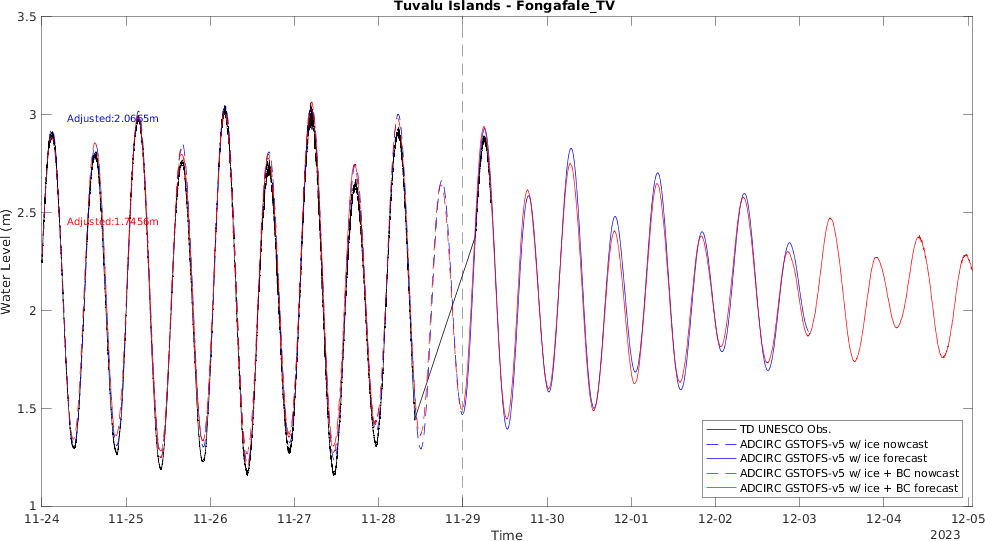 Tuvalu Islands - Fongafale_TV
3.5
3
2.5
2
1.5
1
Water Level (m)
Adjusted:2.0665m
Adjusted:1.7456m
TD UNESCO Obs.
ADCIRC GSTOFS-v5 w/ ice nowcast
ADCIRC GSTOFS-v5 w/ ice forecast
ADCIRC GSTOFS-v5 w/ ice + BC nowcast
ADCIRC GSTOFS-v5 w/ ice + BC forecast
11-24 11-25 11-26 11-27 11-28 11-29 11-30 12-01 12-02 12-03 12-04 12-05
Time
2023